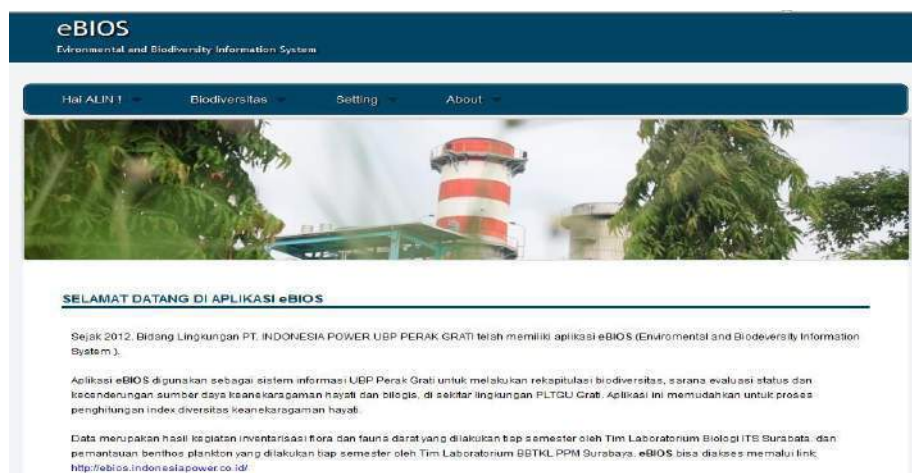 eBIOS
Evironmental and Biodiversity Information System
Hai ALIN ! Biodiversitas Setting About
SELAMAT DATANG DI APLIKASI eBIOS
Sejak 2012, Bidang Lingkungan PT. INDONESIA POWER UBP PERAK GRATI telah memiliki aplikasi eBIOS (Enviromental and Biodeversity Information
System ).
Aplikasi eBIOS digunakan sebagai sistem informasi UBP Perak Grati untuk melakukan rekapitulasi biodiversitas, sarana evaluasi status dan
kecenderungan sumber daya keanekaragaman hayati dan bilogis, di sekitar lingkungan PLTGU Grati. Aplikasi ini memudahkan untuk proses
penghitungan index diversitas keanekaragaman hayati.
Data merupakan hasil kegiatan inventarisasi flora dan fauna darat yang dilakukan tiap semester oleh Tim Laboratorium Biologi ITS Surabata. dan
pemantauan benthos plankton yang dilakukan tiap semester oleh Tim Laboratorium BBTKL PPM Surabaya. eBIOS bisa diakses memalui link;
http://ebios.indonesiapower.co.id/